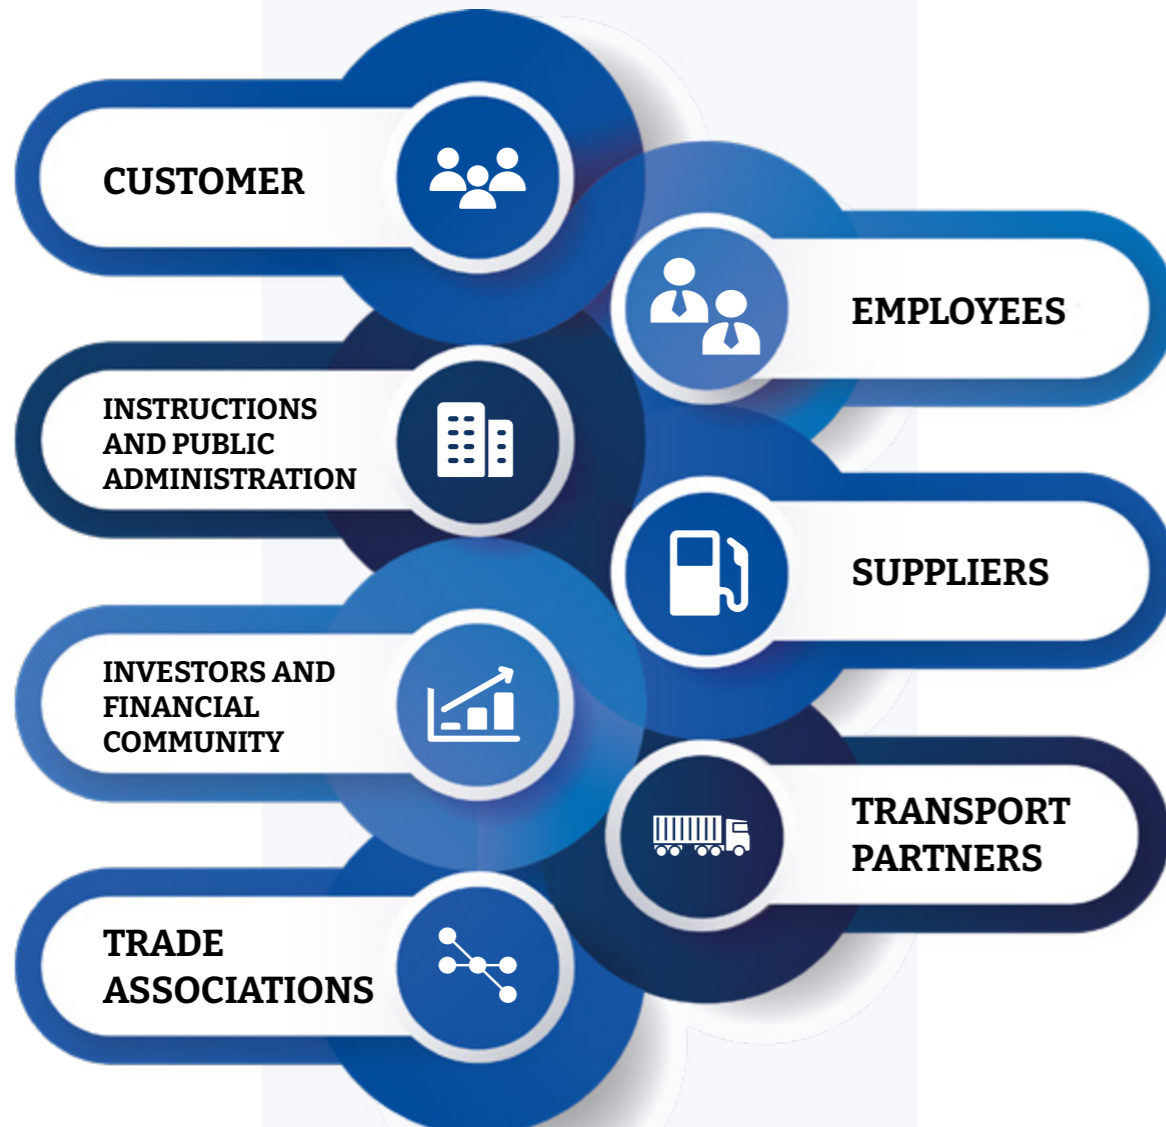 CUSTOMER
EMPLOYEES
INSTRUCTIONS
AND PUBLIC
ADMINISTRATION
SUPPLIERS
INVESTORS AND
FINANCIAL
COMMUNITY
TRANSPORT
PARTNERS
TRADE
ASSOCIATIONS